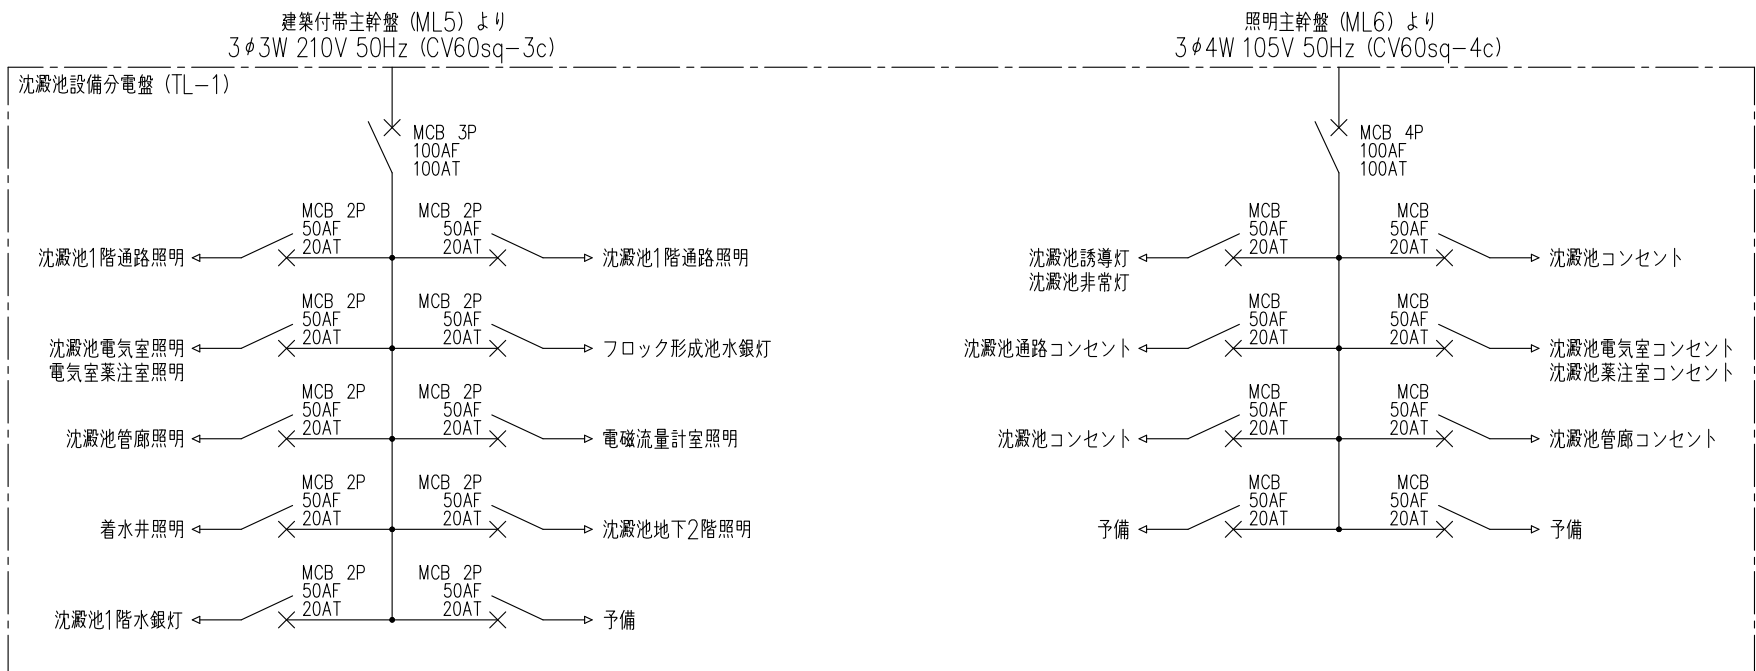 建築付帯主幹盤 (ML5) より
3φ3W 210V 50Hz (CV60sq-3c)
照明主幹盤 (ML6) より
3φ4W 105V 50Hz (CV60sq-4c)
沈澱池設備分電盤 (TL-1)
MCB 3P
100AF
100AT
MCB 2P
50AF
20AT
沈澱池1階通路照明
MCB 2P
50AF
20AT
沈澱池1階通路照明
MCB 2P
50AF
20AT
沈澱池電気室照明
電気室薬注室照明
MCB 2P
50AF
20AT
フロック形成池水銀灯
MCB 2P
50AF
20AT
沈澱池管廊照明
MCB 2P
50AF
20AT
電磁流量計室照明
MCB 2P
50AF
20AT
着水井照明
MCB 2P
50AF
20AT
沈澱池地下2階照明
MCB 2P
50AF
20AT
沈澱池1階水銀灯
MCB 2P
50AF
20AT
予備
MCB 4P
100AF
100AT
MCB
50AF
20AT
沈澱池誘導灯
沈澱池非常灯
MCB
50AF
20AT
沈澱池コンセント
MCB
50AF
20AT
沈澱池通路コンセント
MCB
50AF
20AT
沈澱池電気室コンセント
沈澱池薬注室コンセント
MCB
50AF
20AT
沈澱池コンセント
MCB
50AF
20AT
沈澱池管廊コンセント
MCB
50AF
20AT
予備
MCB
50AF
20AT
予備